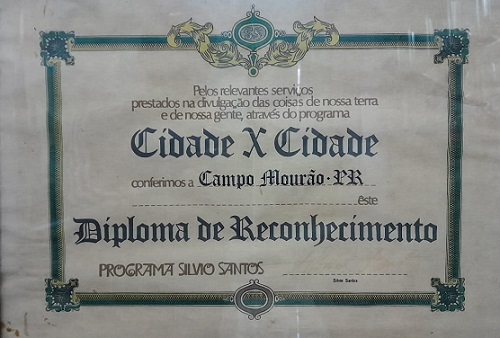 Pelos relevantes serviços
prestados na divulgação das coisas de nossa terra
e de nossa gente, através do programa
Cidade X Cidade
conferimos a Campo Mourão-PR
êste
Diploma de Reconhecimento
PROGRAMA SILVIO SANTOS
Silvio Santos